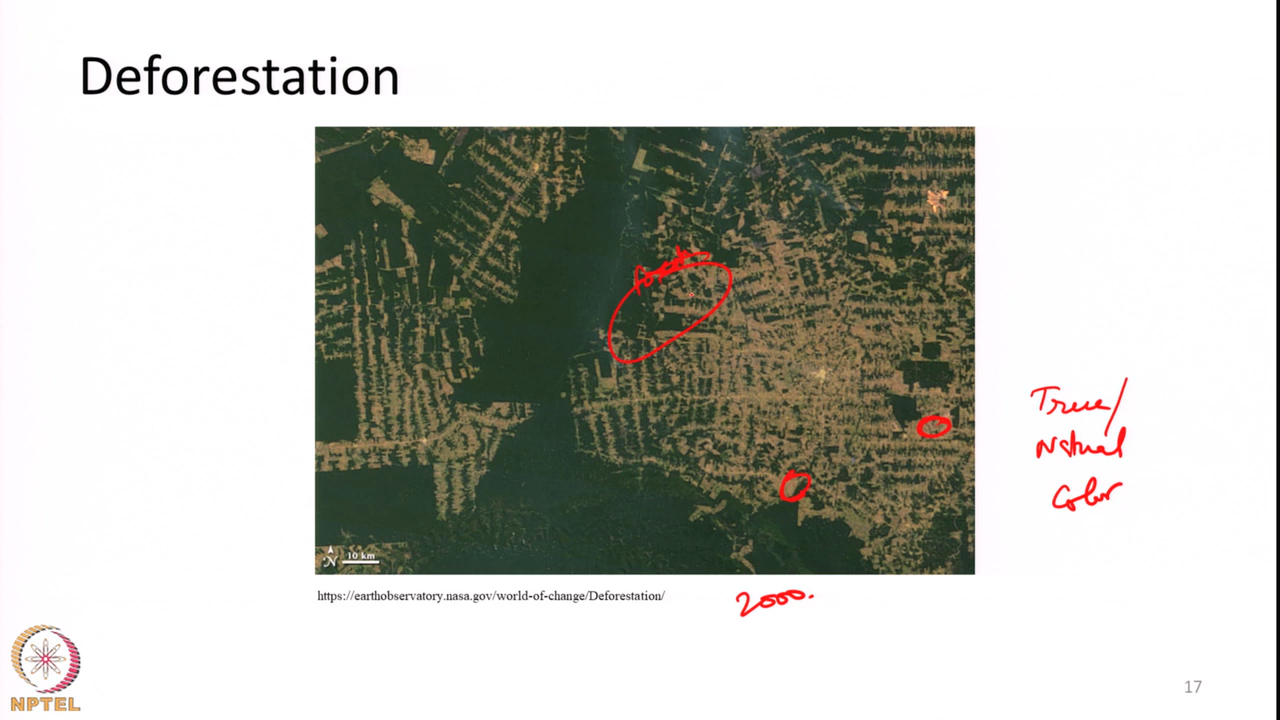 Deforestation
forest
True/
Natural
Color
N 10 km
https://earthobservatory.nasa.gov/world-of-change/Deforestation/
2000.
NPTEL
17